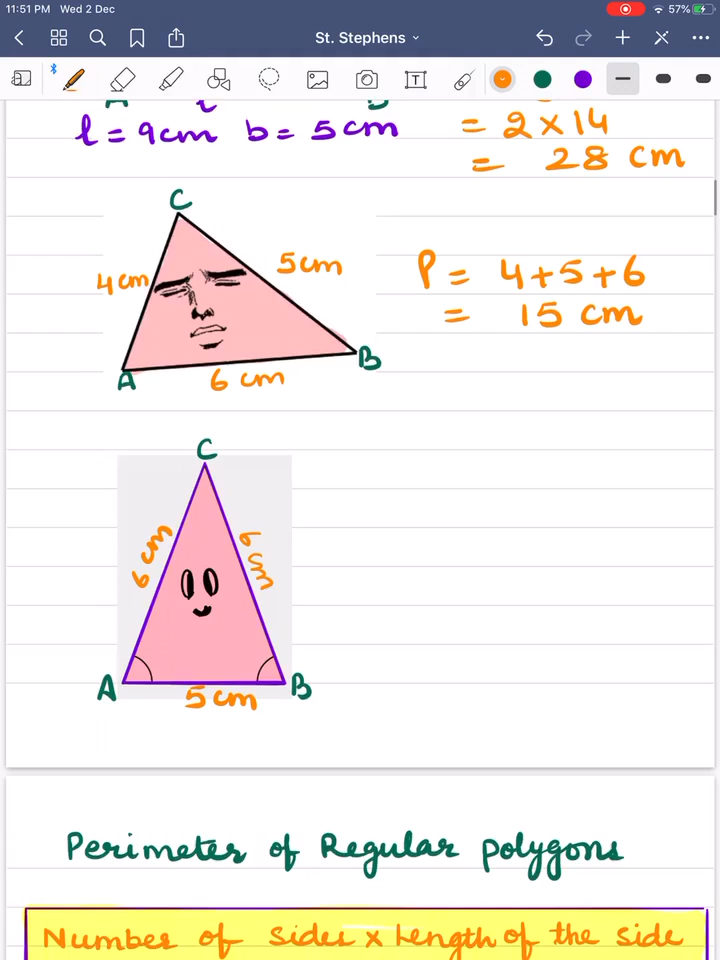 11:51 PM Wed 2 Dec
57%
St. Stephens
T
l = 9cm b = 5cm
= 2 x 14
= 28 cm
C
4cm
5cm
A
6 cm
B
P = 4+5+6
= 15 cm
C
6 cm
6 cm
A
5cm
B
Perimeter of Regular polygons
Number of sides x length of the side